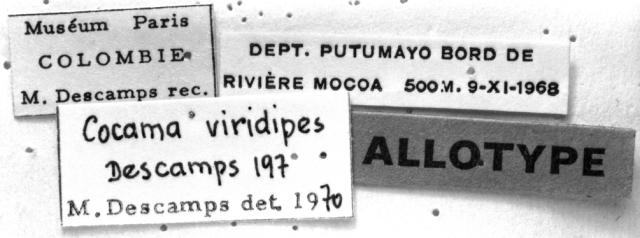 Muséum Paris
COLOMBIE
M. Descamps rec.
DEPT. PUTUMAYO BORD DE
RIVIÈRE MOCOA 500M. 9-XI-1968
Cocama viridipes
Descamps 197
M. Descamps det. 1970
ALLOTYPE